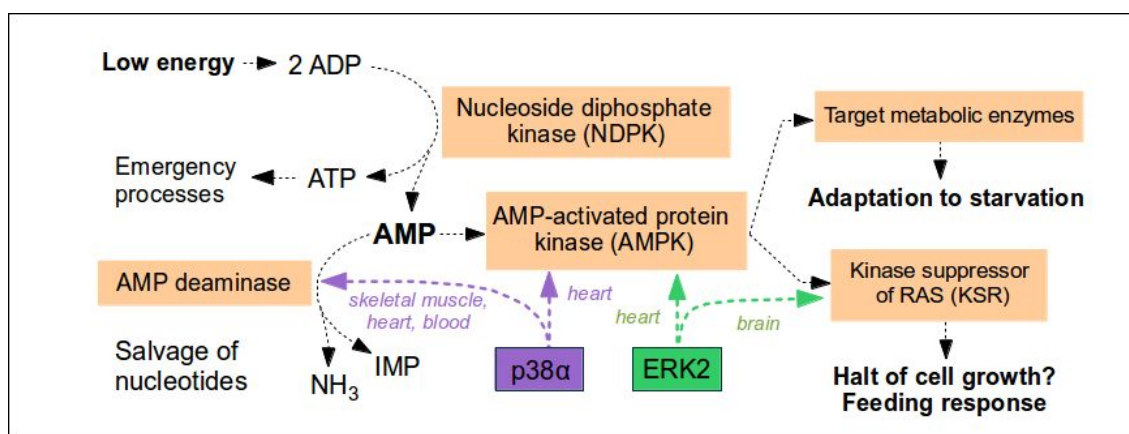 Low energy
2 ADP
Nucleoside diphosphate
kinase (NDPK)
Target metabolic enzymes
Emergency
processes
ATP
Adaptation to starvation
AMP
AMP-activated protein
kinase (AMPK)
AMP deaminase
Kinase suppressor
of RAS (KSR)
skeletal muscle,
heart, blood
heart
heart
brain
Salvage of
nucleotides
NH3
IMP
p38α
ERK2
Halt of cell growth?
Feeding response